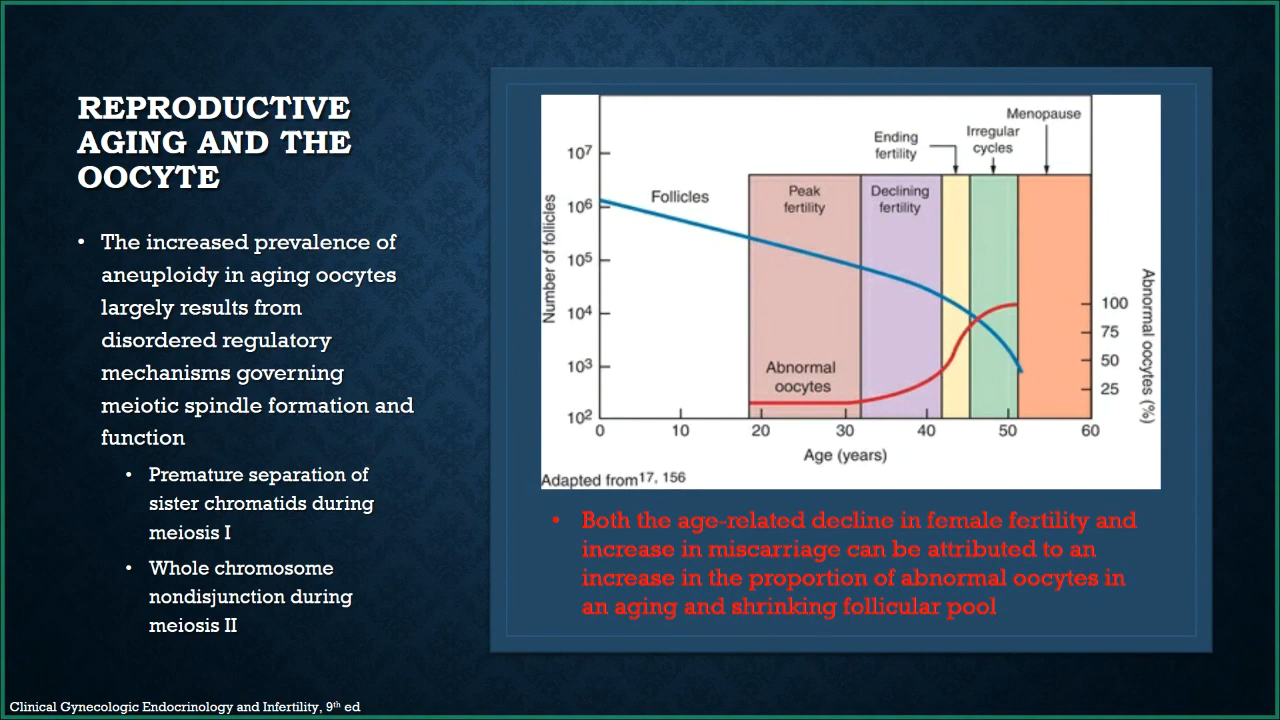 REPRODUCTIVE
AGING AND THE
OOCYTE
• The increased prevalence of
aneuploidy in aging oocytes
largely results from
disordered regulatory
mechanisms governing
meiotic spindle formation and
function
• Premature separation of
sister chromatids during
meiosis I
• Whole chromosome
nondisjunction during
meiosis II
Menopause
Irregular
cycles
Ending
fertility
Peak
fertility
Declining
fertility
Follicles
Abnormal
oocytes
Number of follicles
10⁷
10⁶
10⁵
10⁴
10³
10²
0 10 20 30 40 50 60
Age (years)
100
75
50
25
Abnormal oocytes (%)
Adapted from17, 156
• Both the age-related decline in female fertility and
increase in miscarriage can be attributed to an
increase in the proportion of abnormal oocytes in
an aging and shrinking follicular pool
Clinical Gynecologic Endocrinology and Infertility, 9th ed